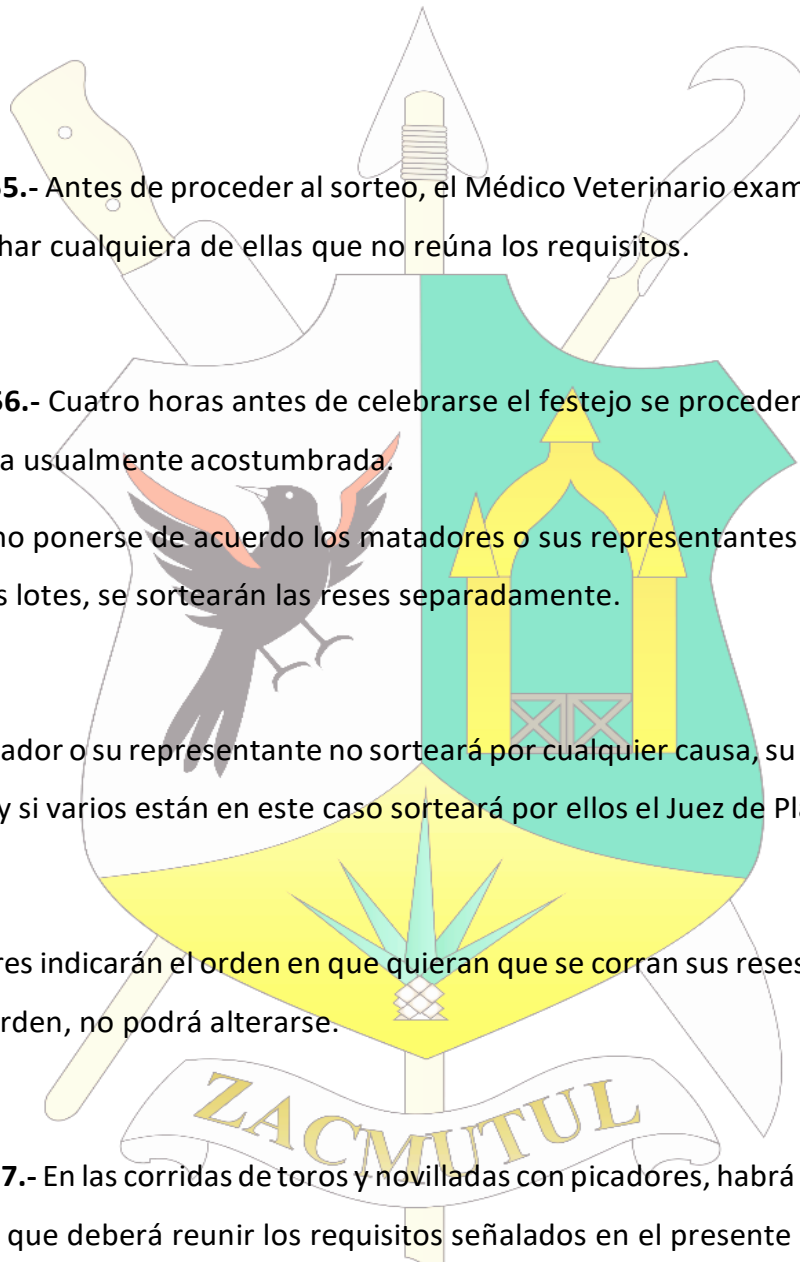 55.- Antes de proceder al sorteo, el Médico Veterinario exam
har cualquiera de ellas que no reúna los requisitos.
56.- Cuatro horas antes de celebrarse el festejo se proceder
a usualmente acostumbrada.
no ponerse de acuerdo los matadores o sus representantes
s lotes, se sortearán las reses separadamente.
ador o su representante no sorteará por cualquier causa, su
y si varios están en este caso sorteará por ellos el Juez de Pla
res indicarán el orden en que quieran que se corran sus reses
rden, no podrá alterarse.
ZACMUTUL
7.- En las corridas de toros y novilladas con picadores, habrá
que deberá reunir los requisitos señalados en el presente